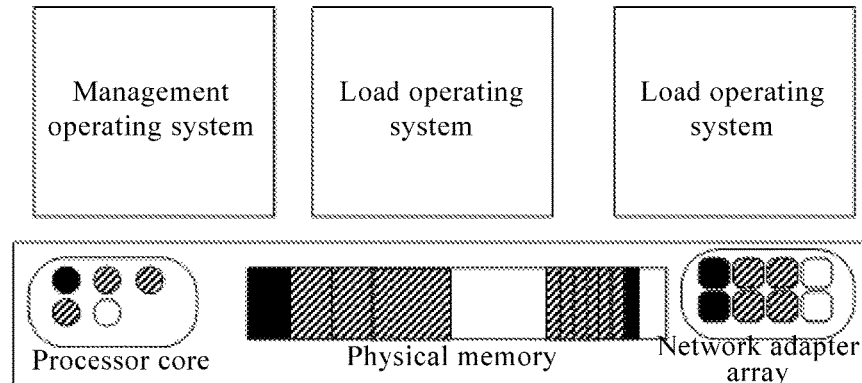 Management
operating system
Load operating
system
Load operating
system
Processor core
Physical memory
Network adapter
array